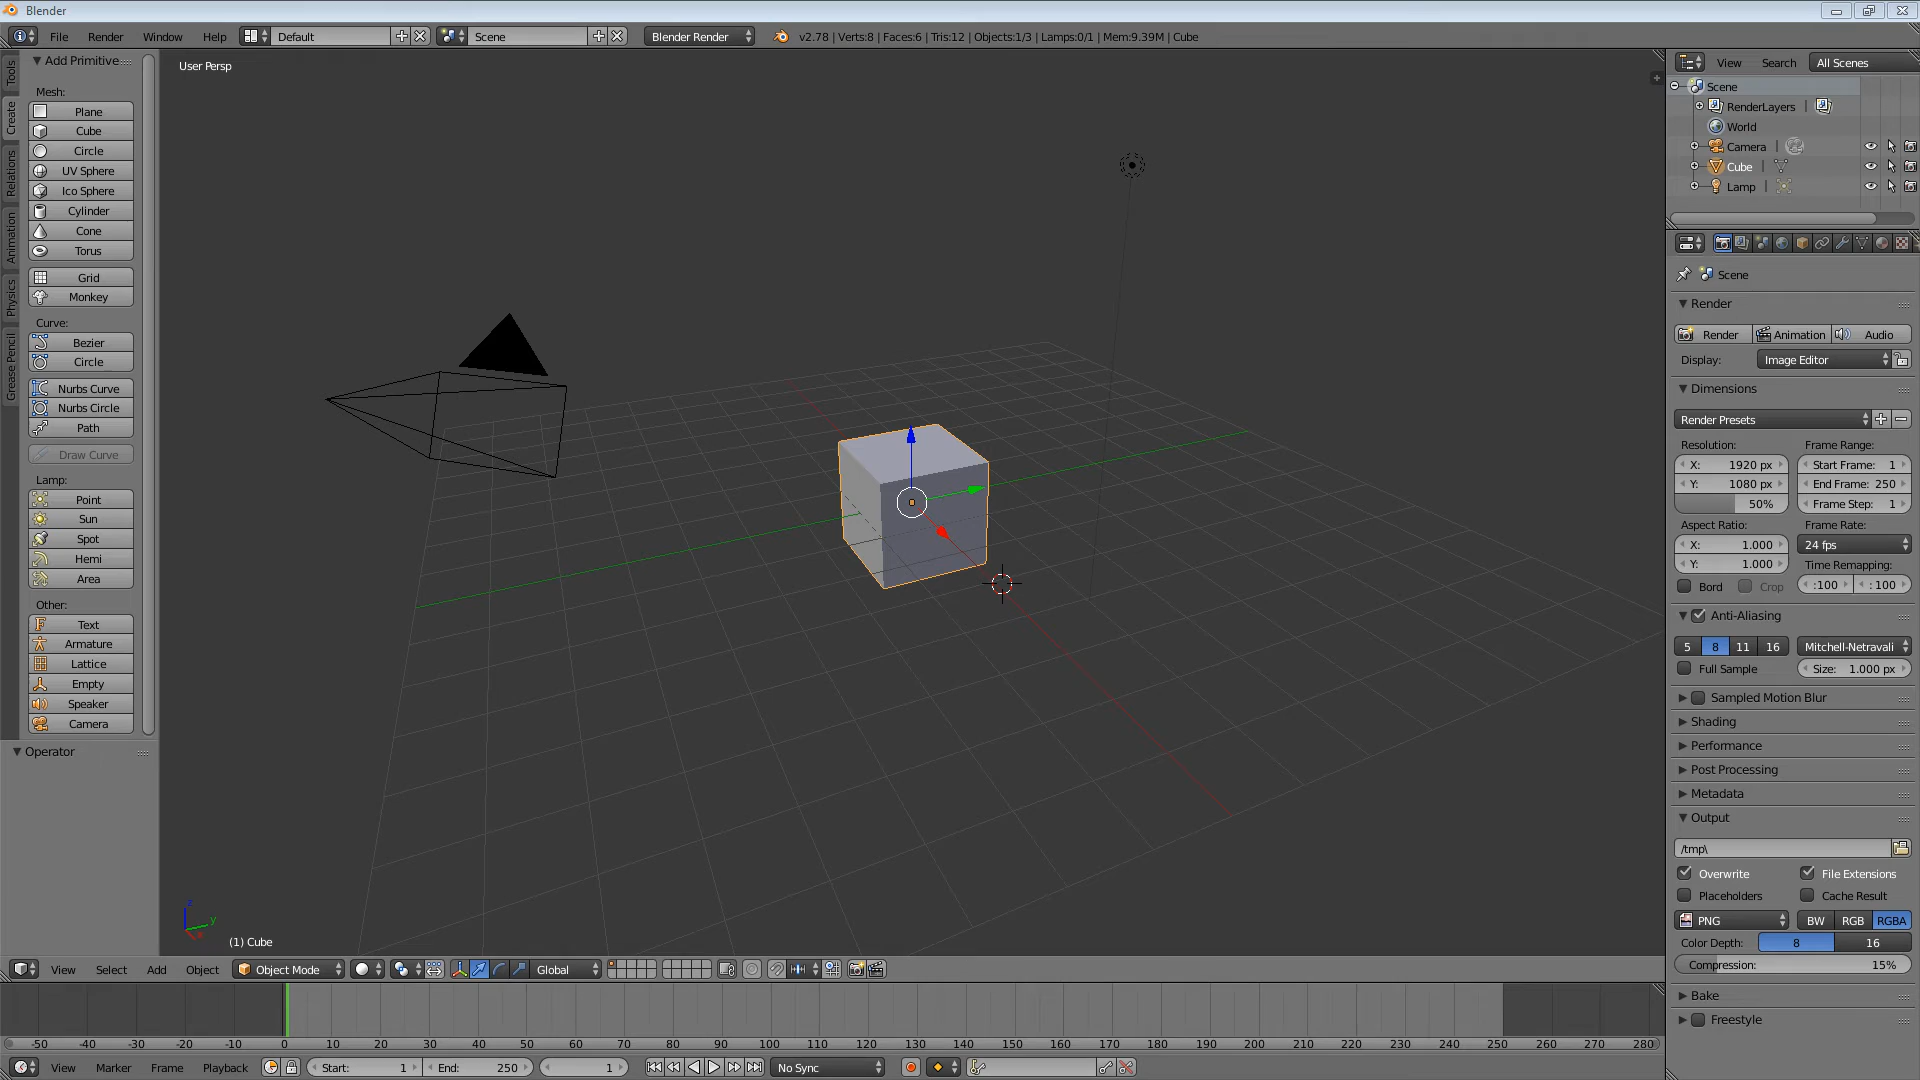 Blender
File Render Window Help Default Scene Blender Render v2.78 | Verts:8 | Faces:6 | Tris:12 | Objects:1/3 | Lamps:0/1 | Mem:9.39M | Cube
Tools
Create
Relations
Animation
Physics
Grease Pencil
Add Primitive
Mesh:
Plane
Cube
Circle
UV Sphere
Ico Sphere
Cylinder
Cone
Torus
Grid
Monkey
Curve:
Bezier
Circle
Nurbs Curve
Nurbs Circle
Path
Draw Curve
Lamp:
Point
Sun
Spot
Hemi
Area
Other:
Text
Armature
Lattice
Empty
Speaker
Camera
Operator
User Persp
z
y
x
(1) Cube
View Select Add Object Object Mode Global
-50 -40 -30 -20 -10 0 10 20 30 40 50 60 70 80 90 100 110 120 130 140 150 160 170 180 190 200 210 220 230 240 250 260 270 280
View Marker Frame Playback Start: 1 End: 250 1 No Sync
View Search All Scenes
Scene
RenderLayers |
World
Camera |
Cube |
Lamp |
Scene
Render
Render Animation Audio
Display: Image Editor
Dimensions
Render Presets
Resolution: Frame Range:
X: 1920 px Start Frame: 1
Y: 1080 px End Frame: 250
50% Frame Step: 1
Aspect Ratio: Frame Rate:
X: 1.000 24 fps
Y: 1.000 Time Remapping:
Bord Crop :100 : 100
Anti-Aliasing
5 8 11 16 Mitchell-Netravali
Full Sample Size: 1.000 px
Sampled Motion Blur
Shading
Performance
Post Processing
Metadata
Output
/tmp\
Overwrite File Extensions
Placeholders Cache Result
PNG BW RGB RGBA
Color Depth: 8 16
Compression: 15%
Bake
Freestyle